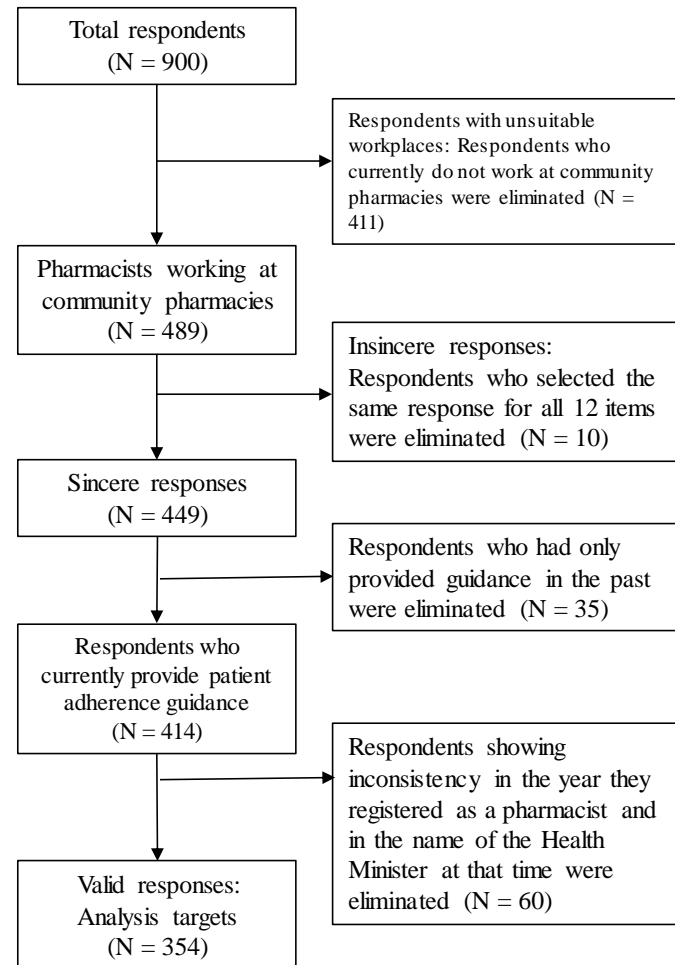 Total respondents
(N = 900)
Respondents with unsuitable
workplaces: Respondents who
currently do not work at community
pharmacies were eliminated (N =
411)
Pharmacists working at
community pharmacies
(N = 489)
Insincere responses:
Respondents who selected the
same response for all 12 items
were eliminated (N = 10)
Sincere responses
(N = 449)
Respondents who had only
provided guidance in the past
were eliminated (N = 35)
Respondents who
currently provide patient
adherence guidance
(N = 414)
Respondents showing
inconsistency in the year they
registered as a pharmacist and
in the name of the Health
Minister at that time were
eliminated (N = 60)
Valid responses:
Analysis targets
(N = 354)